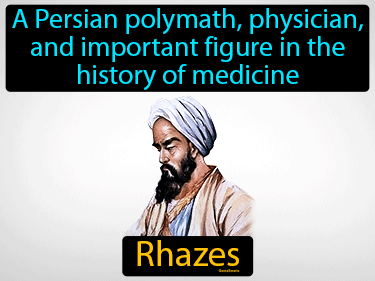 A Persian polymath, physician,
and important figure in the
history of medicine
Rhazes